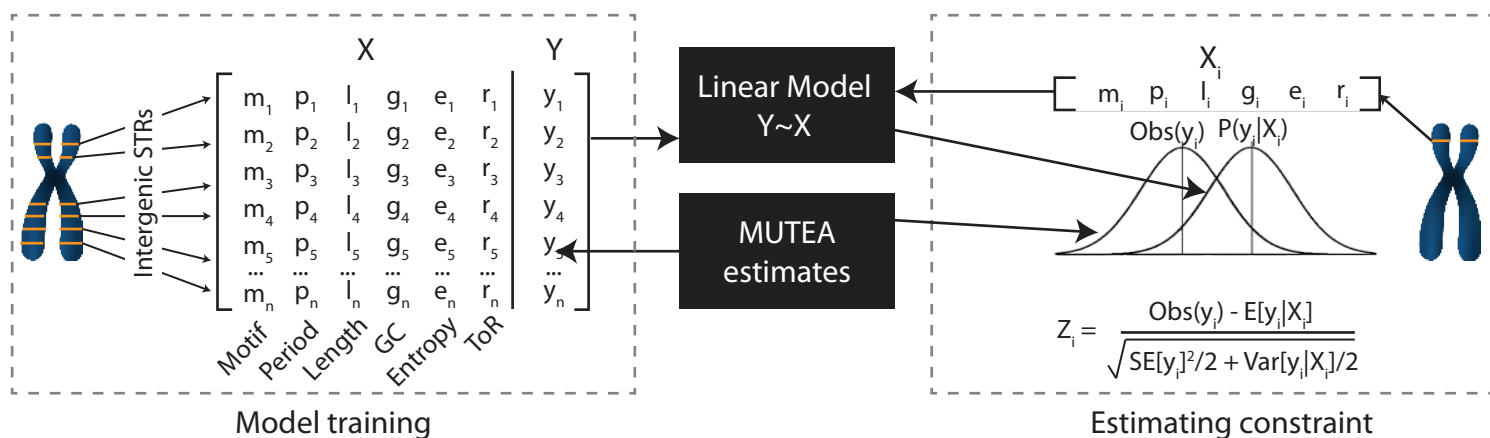 X Y
Intergenic STRs
m1 p1 l1 g1 e1 r1 y1
m2 p2 l2 g2 e2 r2 y2
m3 p3 l3 g3 e3 r3 y3
m4 p4 l4 g4 e4 r4 y4
m5 p5 l5 g5 e5 r5 y5
... ... ... ... ... ... ...
mn pn ln gn en rn yn
Motif
Period
Length
GC
Entropy
ToR
Model training
Linear Model
Y~X
MUTEA
estimates
Xi
mi pi li gi ei ri
Obs(yi) P(yi|Xi)
Zi = Obs(yi) - E[yi|Xi]
√SE[yi]²/2 + Var[yi|Xi]/2
Estimating constraint